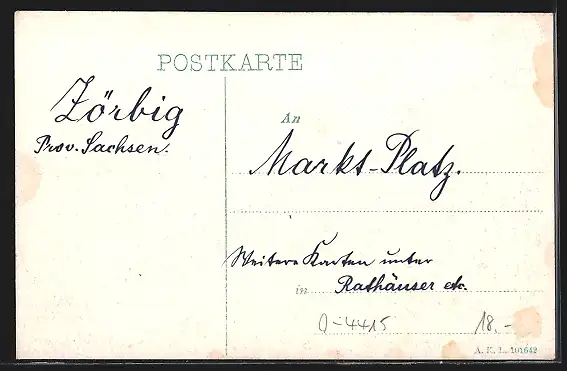 POSTKARTE
Zörbig
Prov. Sachsen.
An
Markt-Platz.
Weitere Karten unter
in Rathäuser etc.
O-4415
18.-
A. K. L. 101642